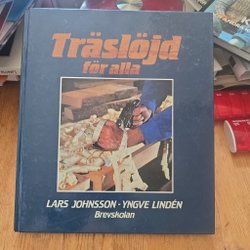 Träslöjd
för alla
LARS JOHNSSON · YNGVE LINDÉN
Brevskolan